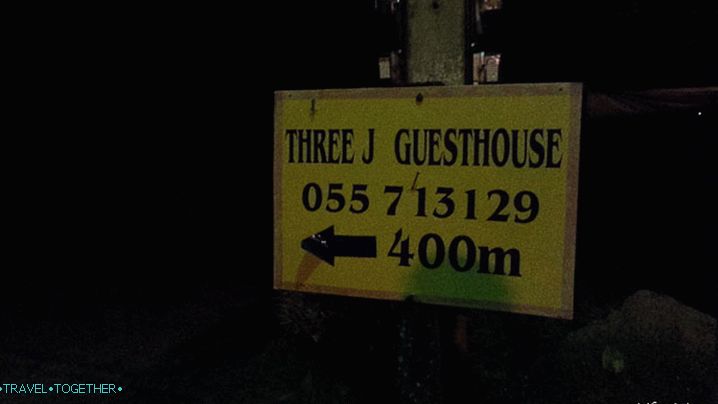 THREE J GUESTHOUSE
055 713129
400m
•TRAVEL•TOGETHER•